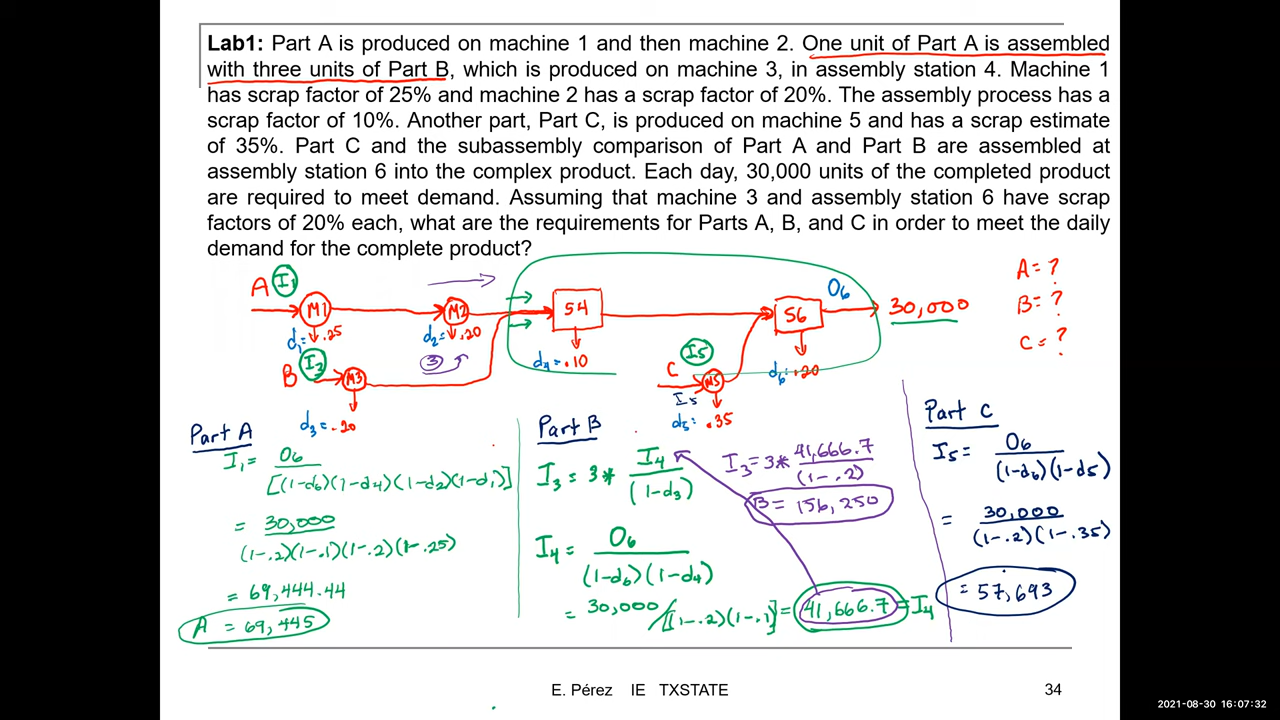 Lab1: Part A is produced on machine 1 and then machine 2. One unit of Part A is assembled
with three units of Part B, which is produced on machine 3, in assembly station 4. Machine 1
has scrap factor of 25% and machine 2 has a scrap factor of 20%. The assembly process has a
scrap factor of 10%. Another part, Part C, is produced on machine 5 and has a scrap estimate
of 35%. Part C and the subassembly comparison of Part A and Part B are assembled at
assembly station 6 into the complex product. Each day, 30,000 units of the completed product
are required to meet demand. Assuming that machine 3 and assembly station 6 have scrap
factors of 20% each, what are the requirements for Parts A, B, and C in order to meet the daily
demand for the complete product?
A I1
M1
d1= .25
M2
d2= .20
S4
d4= .10
S6
d6= .20
O6
30,000
A = ?
B = ?
C = ?
B I3
M3
d3= .20
3
C I5
I5
M5
d5= .35
Part A
I1 = O6
[(1-d6)(1-d4)(1-d2)(1-d1)]
= 30,000
(1-.2)(1-.1)(1-.2)(1-.25)
= 69,444.44
A = 69,445
Part B
I3 = 3* I4
(1-d3)
I4 = O6
(1-d6)(1-d4)
= 30,000/[(1-.2)(1-.1)] = 41,666.7 = I4
I3 = 3* 41,666.7
(1-.2)
B = 156,250
Part C
I5 = O6
(1-d6)(1-d5)
= 30,000
(1-.2)(1-.35)
= 57,693
E. Pérez IE TXSTATE
34
2021-08-30 16:07:32